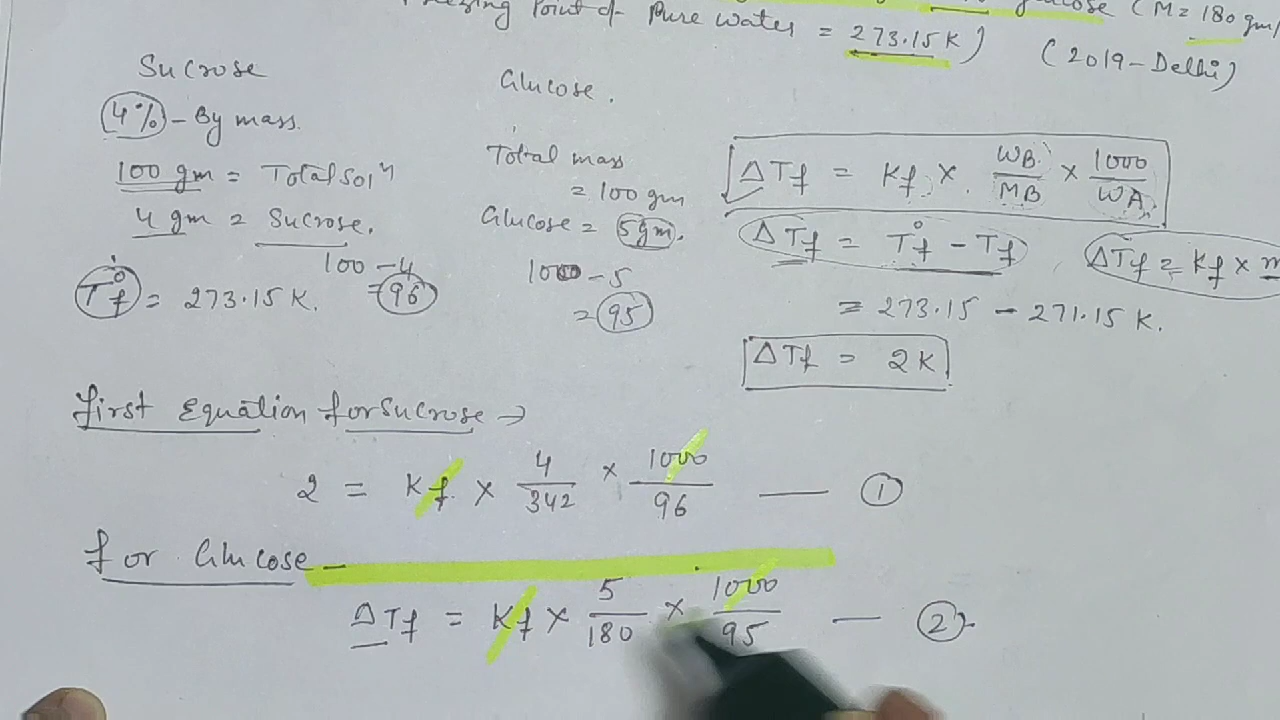 glucose (M = 180 gm/
Freezing Point of Pure Water = 273.15 K) (2019 - Delhi)
Sucrose
4% - By mass.
100 gm = Total Sol^n
4 gm = Sucrose.
100 - 4
= 96
T°f = 273.15 K.
Glucose.
Total mass
= 100 gm
Glucose = 5gm.
1000 - 5
= 95
ΔTf = Kf × WB/MB × 1000/WA
ΔTf = T°f - Tf
ΔTf = Kf × m
= 273.15 - 271.15 K.
ΔTf = 2K
first Equation for Sucrose →
2 = Kf × 4/342 × 1000/96 — ①
for Glucose -
ΔTf = Kf × 5/180 × 1000/95 — ②.